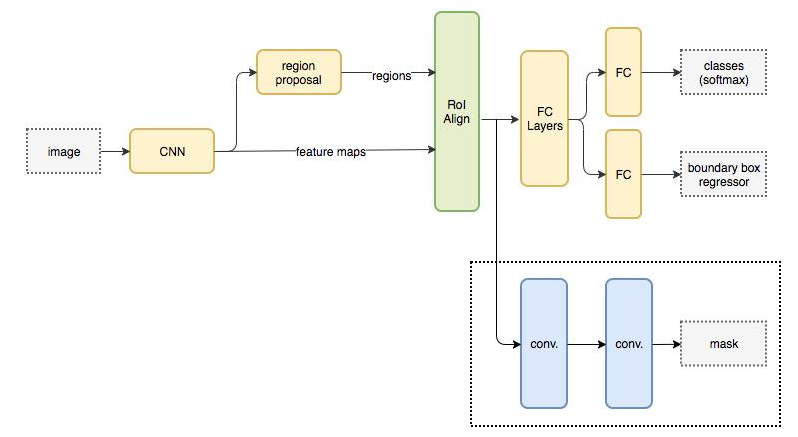 image
CNN
region
proposal
regions
feature maps
RoI
Align
FC
Layers
FC
classes
(softmax)
FC
boundary box
regressor
conv.
conv.
mask